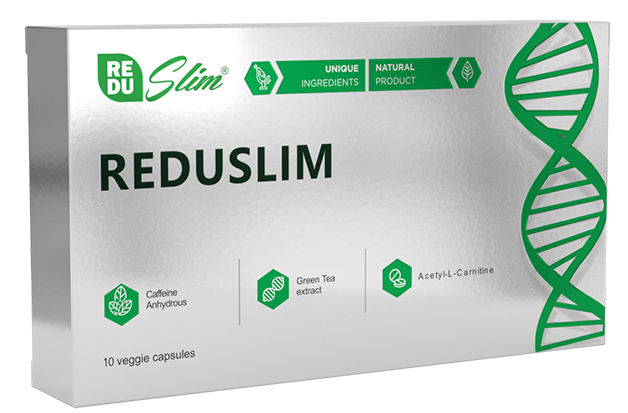 RE
DU
Slim®
UNIQUE
INGREDIENTS
NATURAL
PRODUCT
REDUSLIM
Caffeine
Anhydrous
Green Tea
extract
Acetyl-L-Carnitine
10 veggie capsules